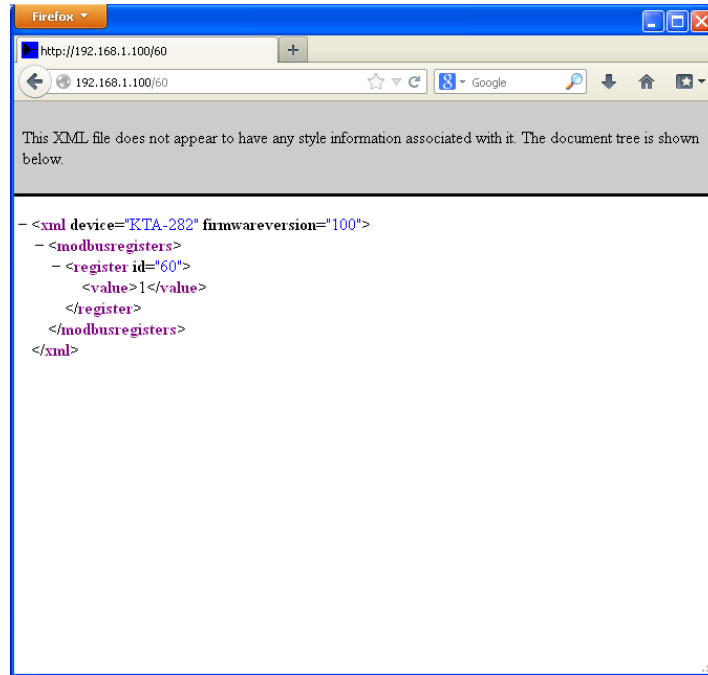 Firefox
http://192.168.1.100/60
192.168.1.100/60
Google
This XML file does not appear to have any style information associated with it. The document tree is shown
below.
− <xml device="KTA-282" firmwareversion="100">
− <modbusregisters>
− <register id="60">
<value>1</value>
</register>
</modbusregisters>
</xml>